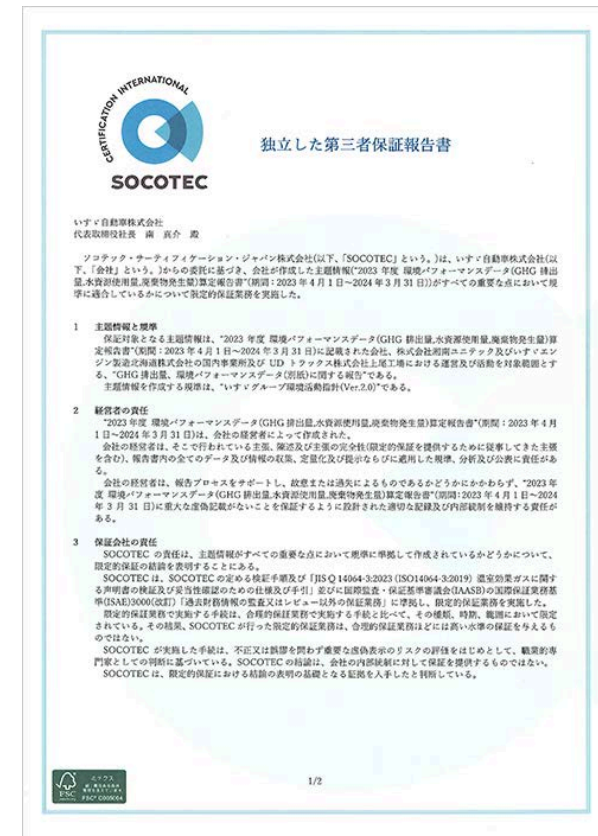 CERTIFICATION INTERNATIONAL
SOCOTEC
独立した第三者保証報告書
いすゞ自動車株式会社
代表取締役社長 南 真介 殿
ソコテック・サーティフィケーション・ジャパン株式会社(以下、「SOCOTEC」という。)は、いすゞ自動車株式会社(以
下、「会社」という。)からの委託に基づき、会社が作成した主題情報("2023 年度 環境パフォーマンスデータ(GHG 排出
量,水資源使用量,廃棄物発生量)算定報告書"(期間：2023 年 4 月 1 日～2024 年 3 月 31 日))がすべての重要な点において規
準に適合しているかについて限定的保証業務を実施した。
1 主題情報と規準
保証対象となる主題情報は、"2023 年度 環境パフォーマンスデータ(GHG 排出量,水資源使用量,廃棄物発生量)算
定報告書"(期間：2023 年 4 月 1 日～2024 年 3 月 31 日)に記載された会社、株式会社湘南ユニテック及びいすゞエン
ジン製造北海道株式会社の国内事業所及び UD トラックス株式会社上尾工場における運営及び活動を対象範囲とす
る、"GHG 排出量、環境パフォーマンスデータ(別紙)に関する報告"である。
主題情報を作成する規準は、"いすゞグループ環境活動指針(Ver.2.0)"である。
2 経営者の責任
"2023 年度 環境パフォーマンスデータ(GHG 排出量,水資源使用量,廃棄物発生量)算定報告書"(期間：2023 年 4 月
1 日～2024 年 3 月 31 日)は、会社の経営者によって作成された。
会社の経営者は、そこで行われている主張、陳述及び主張の完全性(限定的保証を提供するために従事してきた主張
を含む)、報告書内の全てのデータ及び情報の収集、定量化及び提示ならびに適用した規準、分析及び公表に責任があ
る。
会社の経営者は、報告プロセスをサポートし、故意または過失によるものであるかどうかにかかわらず、"2023 年
度 環境パフォーマンスデータ(GHG 排出量,水資源使用量,廃棄物発生量)算定報告書"(期間：2023 年 4 月 1 日～2024
年 3 月 31 日)に重大な虚偽記載がないことを保証するように設計された適切な記録及び内部統制を維持する責任が
ある。
3 保証会社の責任
SOCOTEC の責任は、主題情報がすべての重要な点において規準に準拠して作成されているかどうかについて、
限定的保証の結論を表明することにある。
SOCOTEC は、SOCOTEC の定める検証手順及び「JIS Q 14064-3:2023 (ISO14064-3:2019) 温室効果ガスに関す
る声明書の検証及び妥当性確認のための仕様及び手引」並びに国際監査・保証基準審議会(IAASB)の国際保証業務基
準(ISAE)3000(改訂)「過去財務情報の監査又はレビュー以外の保証業務」に準拠し、限定的保証業務を実施した。
限定的保証業務で実施する手続は、合理的保証業務で実施する手続と比べて、その種類、時期、範囲において限定
されている。その結果、SOCOTEC が行った限定的保証業務は、合理的保証業務ほどには高い水準の保証を与えるも
のではない。
SOCOTEC が実施した手続は、不正又は誤謬を問わず重要な虚偽表示のリスクの評価をはじめとして、職業的専
門家としての判断に基づいている。SOCOTEC の結論は、会社の内部統制に対して保証を提供するものではない。
SOCOTEC は、限定的保証における結論の表明の基礎となる証拠を入手したと判断している。
1/2
FSC
ミックス
FSC® C005064